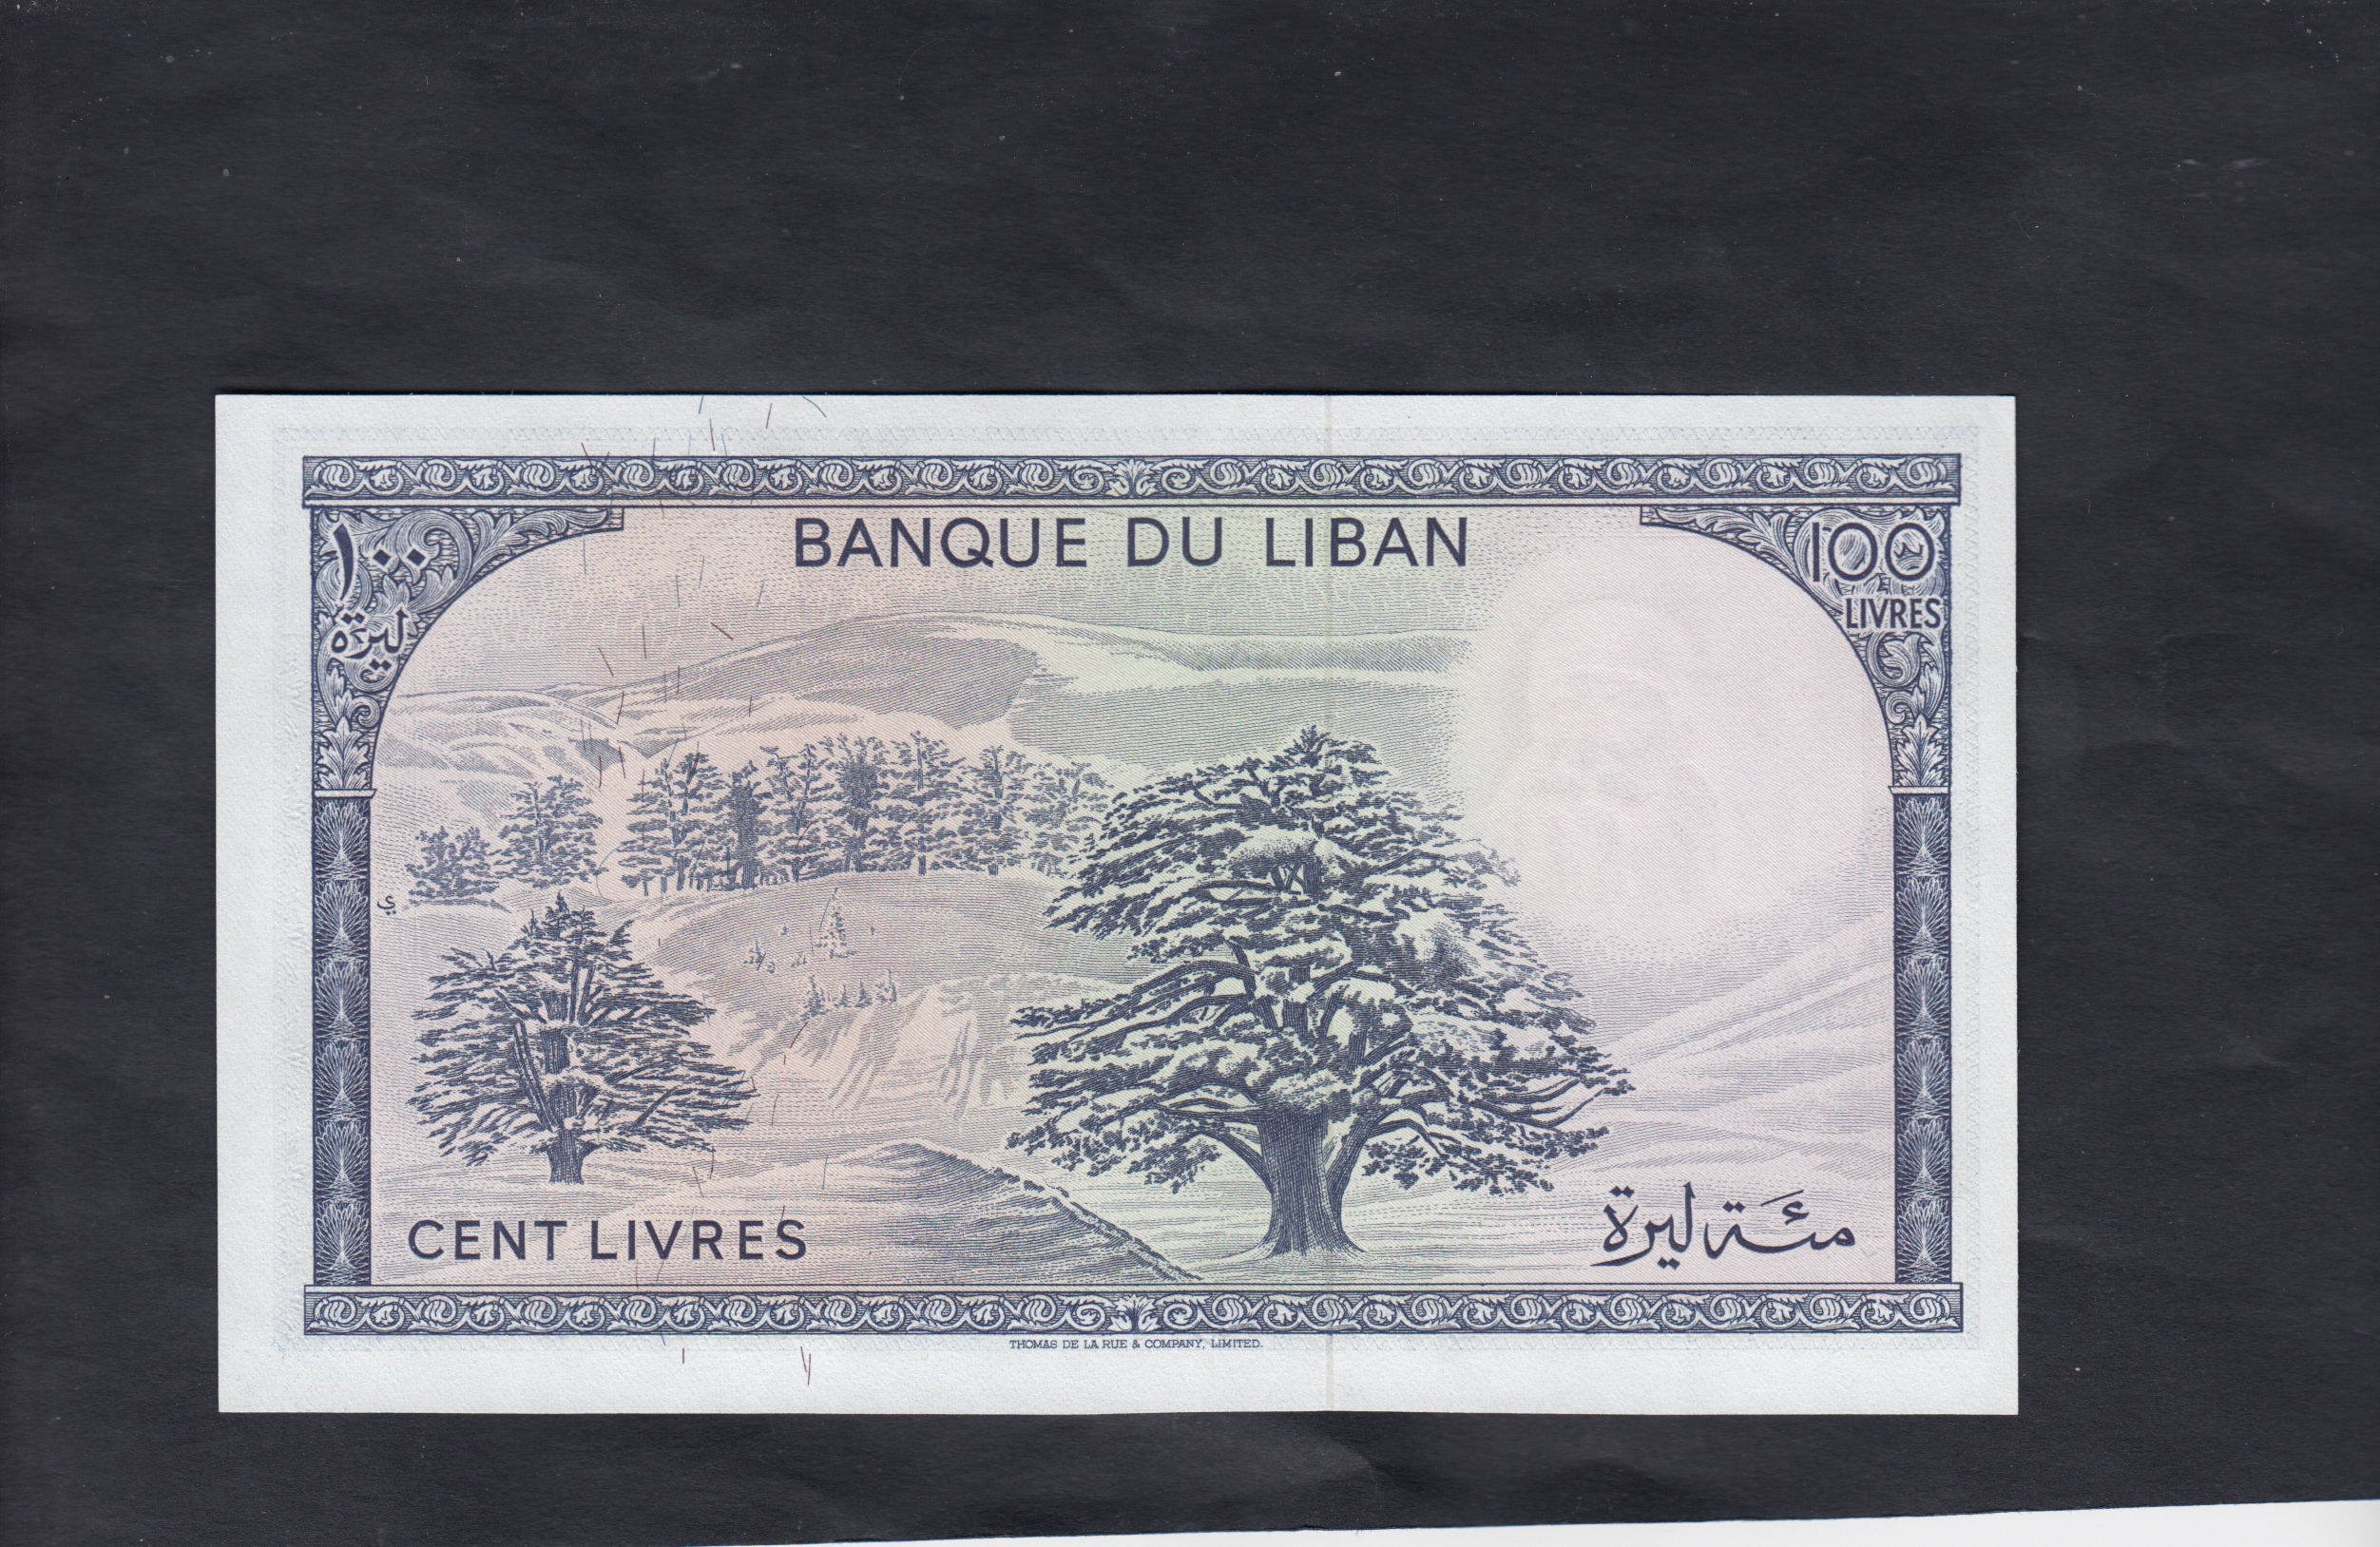 BANQUE DU LIBAN
١٠٠
ليرة
100
LIVRES
ي
CENT LIVRES
مئة ليرة
THOMAS DE LA RUE & COMPANY, LIMITED.